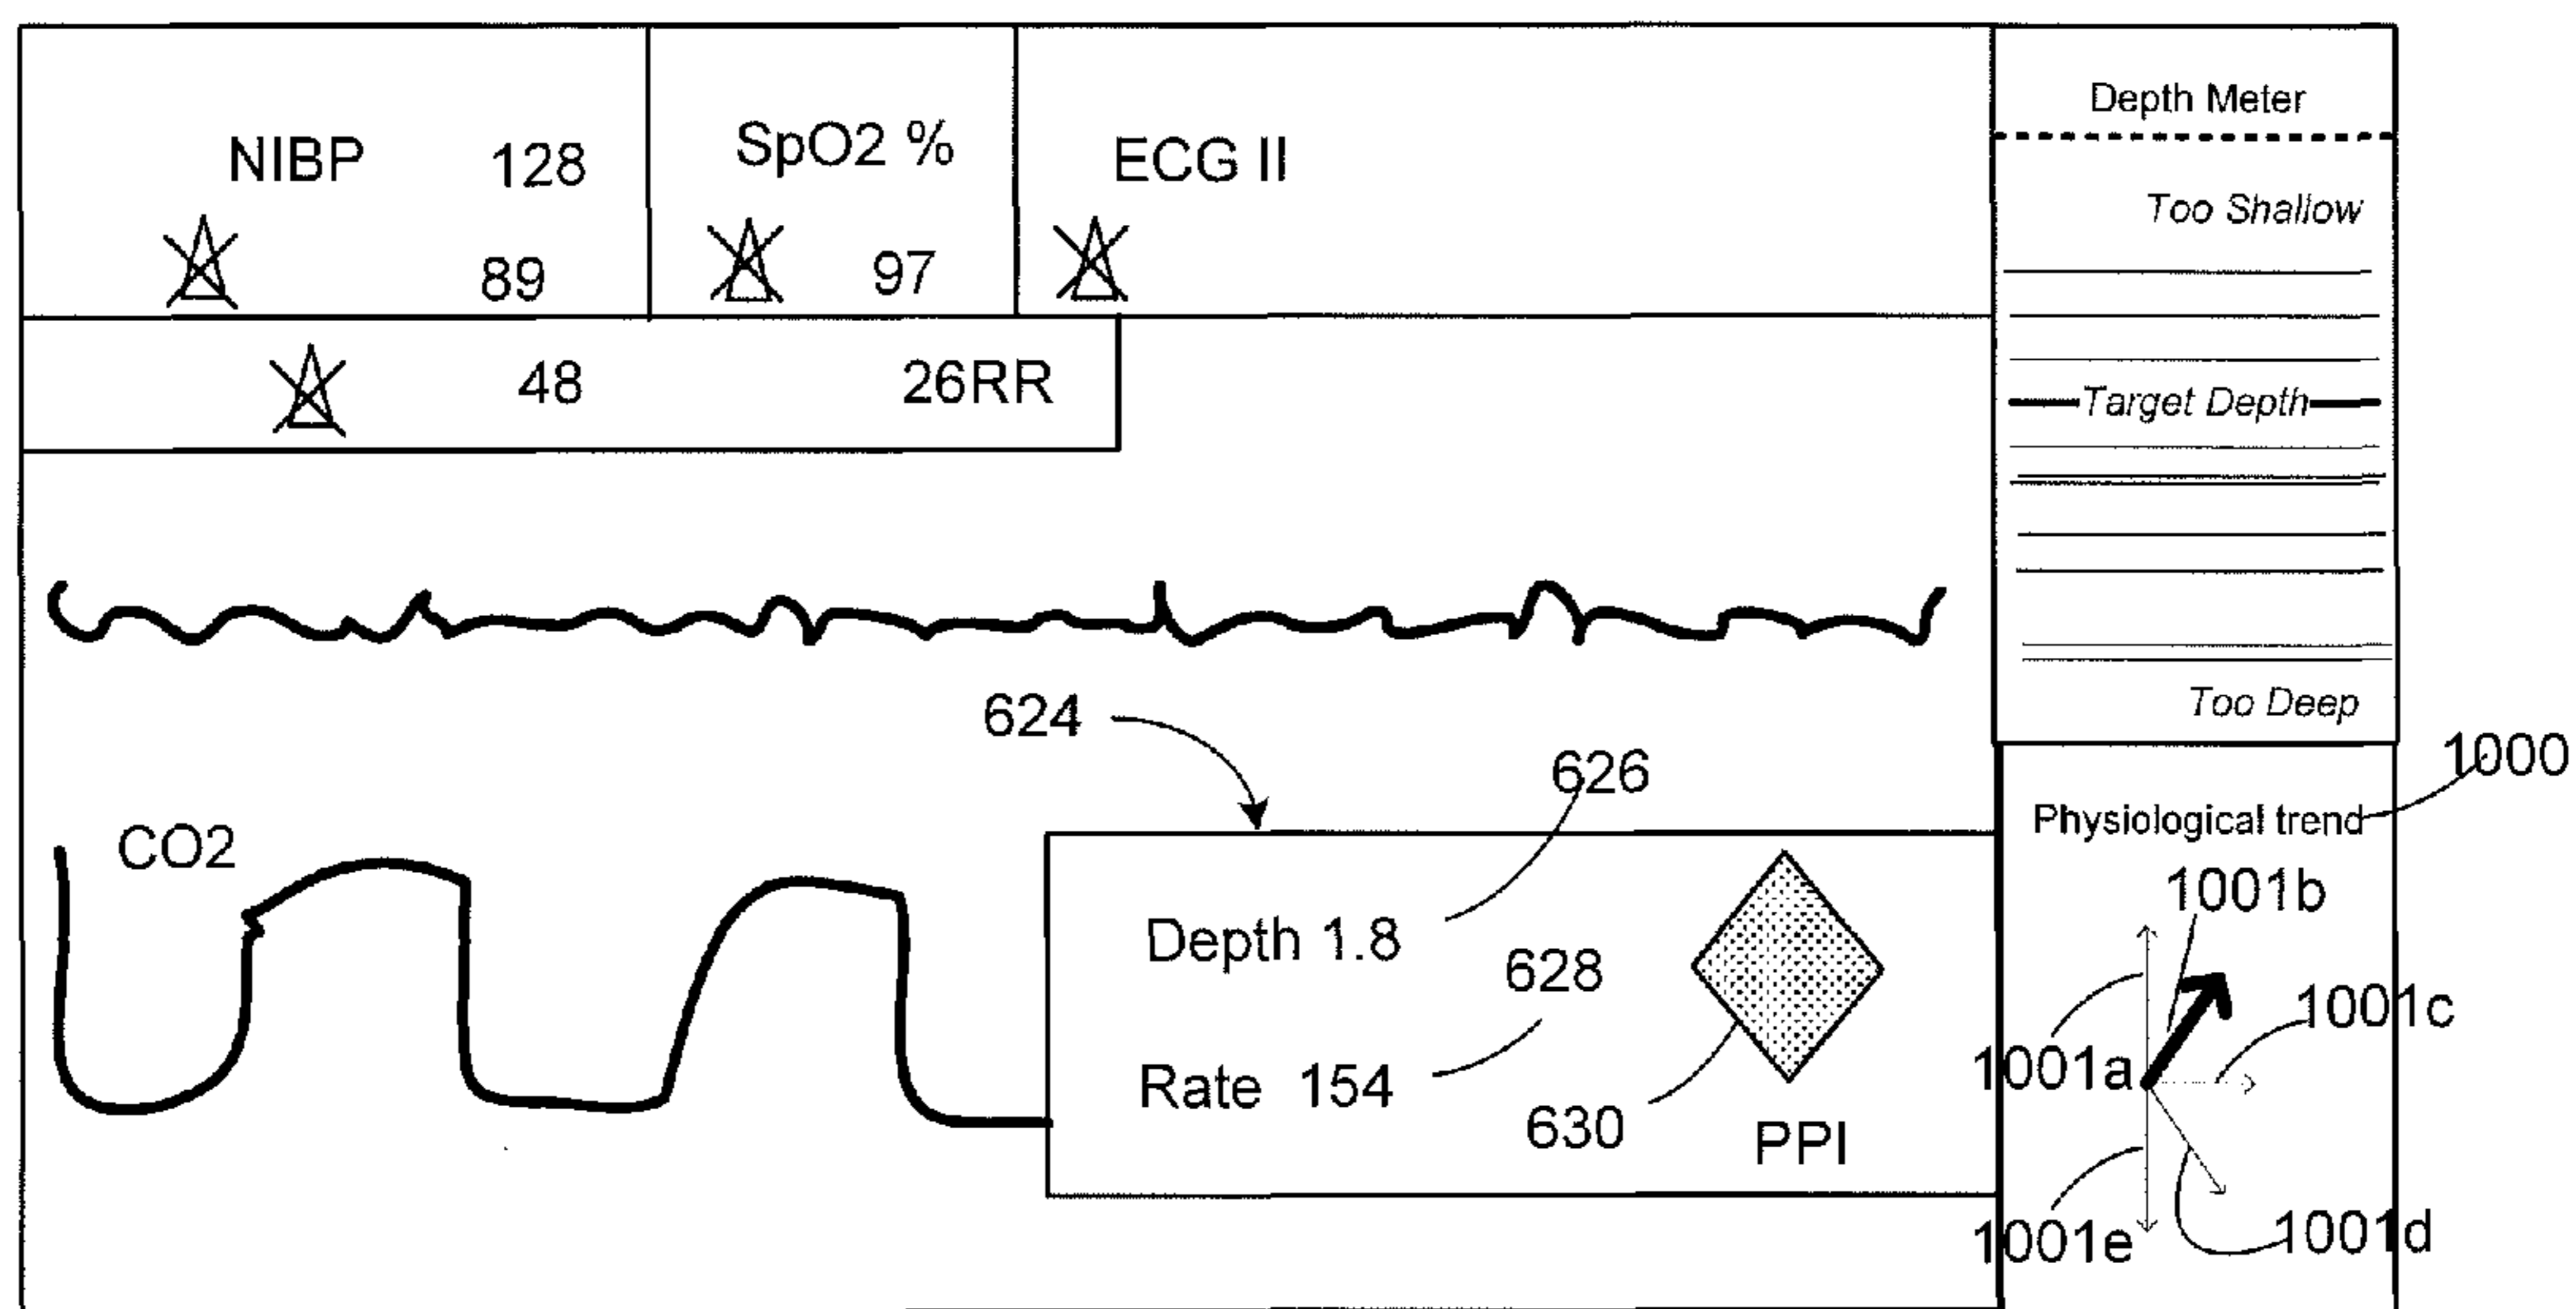 NIBP 128
89
SpO2 %
97
ECG II
48 26RR
Depth Meter
Too Shallow
Target Depth
Too Deep
624
626
1000
CO2
Depth 1.8
628
Rate 154
630
PPI
Physiological trend
1001b
1001c
1001a
1001e
1001d